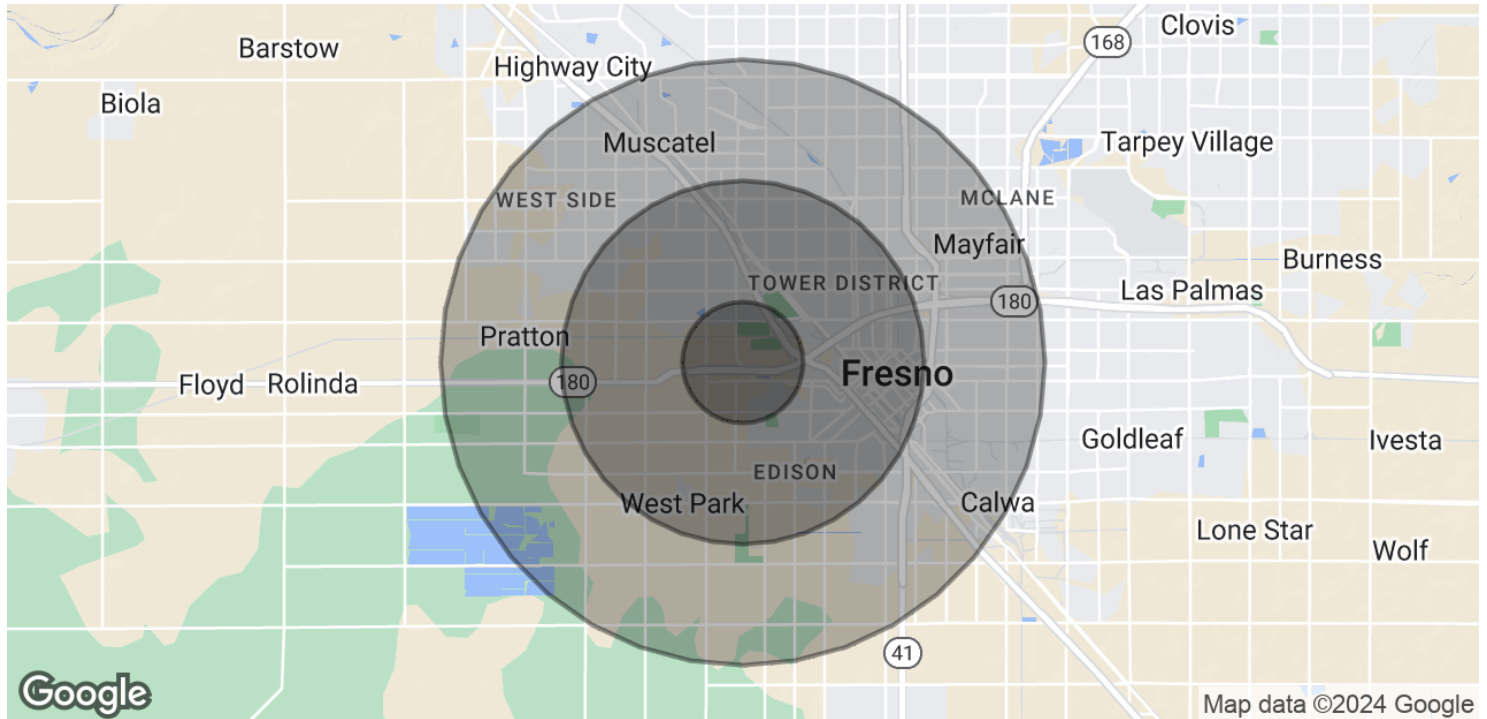 Clovis
168
Barstow
Highway City
Biola
Muscatel
Tarpey Village
WEST SIDE
MCLANE
Mayfair
Burness
TOWER DISTRICT
Las Palmas
180
Pratton
Fresno
180
Floyd
Rolinda
Goldleaf
Ivesta
EDISON
West Park
Calwa
Lone Star
Wolf
41
Google
Map data ©2024 Google